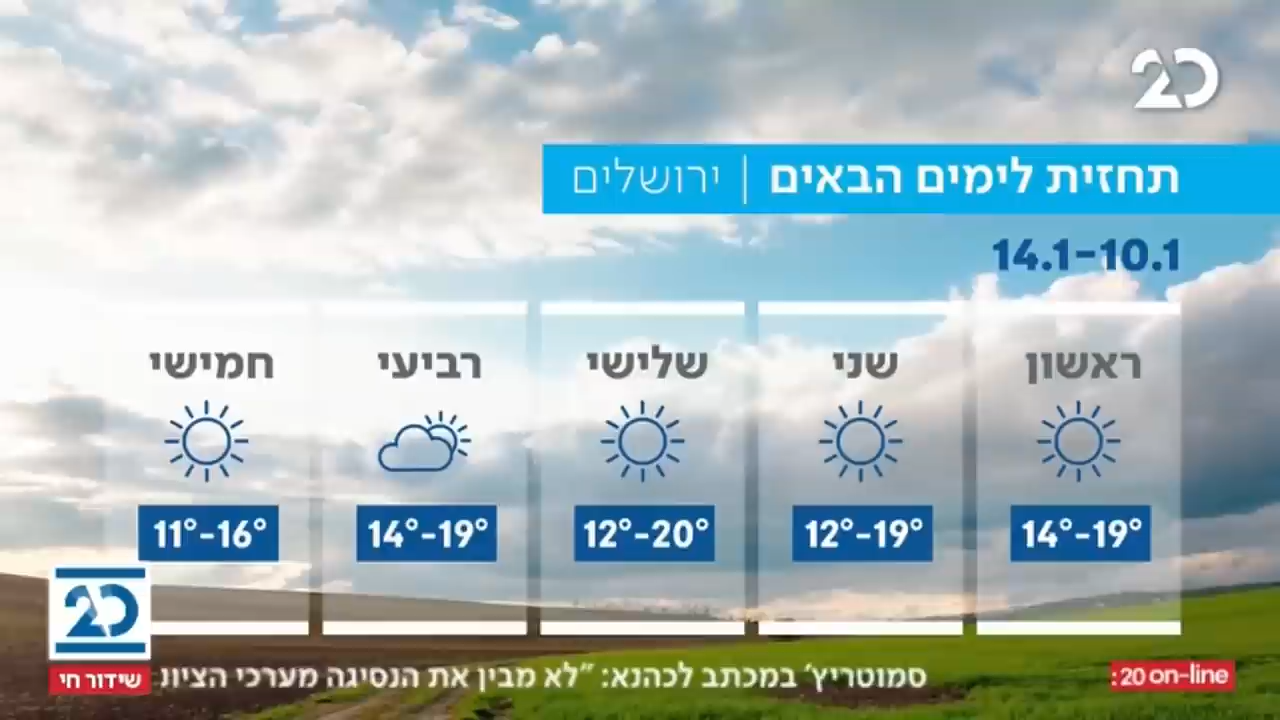 20
תחזית לימים הבאים | ירושלים
14.1-10.1
ראשון
14°-19°
שני
12°-19°
שלישי
12°-20°
רביעי
14°-19°
חמישי
11°-16°
20
שידור חי
20 on-line :
סמוטריץ' במכתב לכהנא: "לא מבין את הנסיגה מערכי הציונ